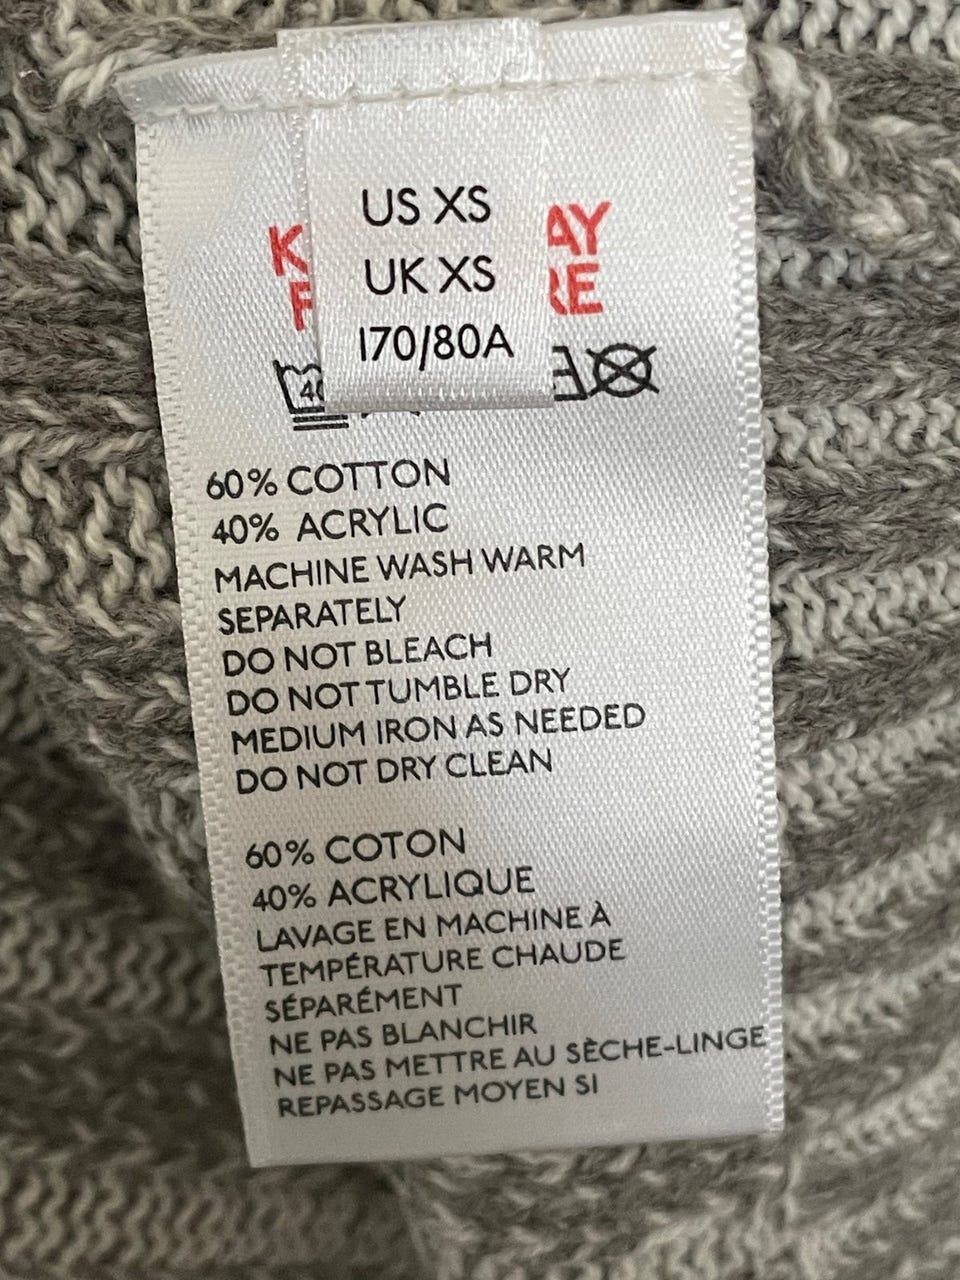 US XS
UK XS
170/80A
60% COTTON
40% ACRYLIC
MACHINE WASH WARM
SEPARATELY
DO NOT BLEACH
DO NOT TUMBLE DRY
MEDIUM IRON AS NEEDED
DO NOT DRY CLEAN
60% COTON
40% ACRYLIQUE
LAVAGE EN MACHINE À
TEMPÉRATURE CHAUDE
SÉPARÉMENT
NE PAS BLANCHIR
NE PAS METTRE AU SÈCHE-LINGE
REPASSAGE MOYEN SI